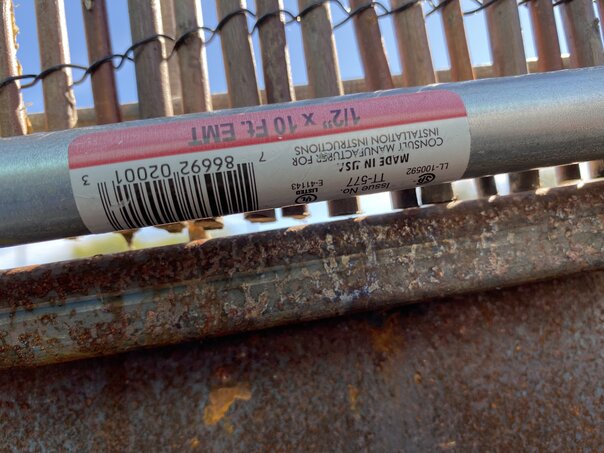 1/2" x 10 Ft. EMT
CONSULT MANUFACTURER FOR
INSTALLATION INSTRUCTIONS
MADE IN USA
LL-100592
7 86692 02001 3
UL
LISTED
E-41143
Issue No.
TT-577